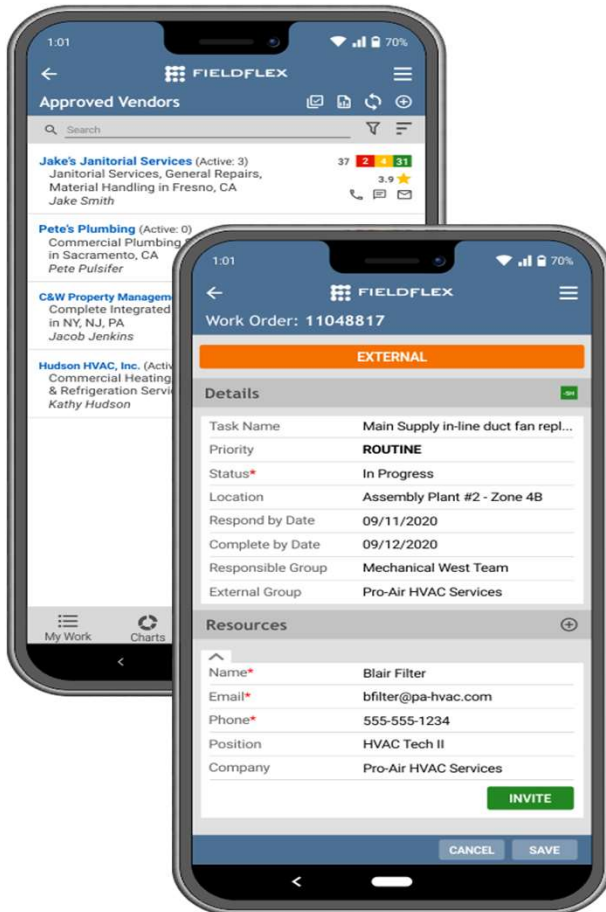 1:01
70%
FIELDFLEX
Approved Vendors
Search
Jake's Janitorial Services (Active: 3)
37 2 4 31
Janitorial Services, General Repairs,
3.9
Material Handling in Fresno, CA
Jake Smith
Pete's Plumbing (Active: 0)
Commercial Plumbing
in Sacramento, CA
Pete Pulsifer
C&W Property
Complete Integrated
in NY, NJ, PA
Jacob Jenkins
Hudson HVAC, Inc.
Commercial Heating
& Refrigeration
Kathy Hudson
My Work
Charts
1:01
70%
FIELDFLEX
Work Order: 11048817
EXTERNAL
Details
-5H
Task Name Main Supply in-line duct fan repl...
Priority ROUTINE
Status* In Progress
Location Assembly Plant #2 - Zone 4B
Respond by Date 09/11/2020
Complete by Date 09/12/2020
Responsible Group Mechanical West Team
External Group Pro-Air HVAC Services
Resources
Name* Blair Filter
Email* bfilter@pa-hvac.com
Phone* 555-555-1234
Position HVAC Tech II
Company Pro-Air HVAC Services
INVITE
CANCEL SAVE